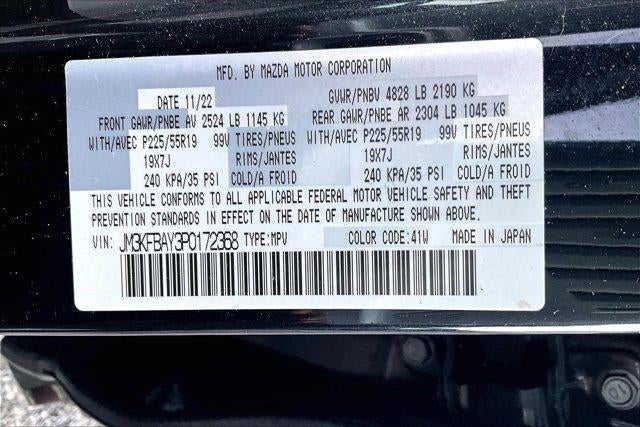 MFD. BY MAZDA MOTOR CORPORATION
DATE 11/22 GVWR/PNBV 4828 LB 2190 KG
FRONT GAWR/PNBE AV 2524 LB 1145 KG REAR GAWR/PNBE AR 2304 LB 1045 KG
WITH/AVEC P225/55R19 99V TIRES/PNEUS WITH/AVEC P225/55R19 99V TIRES/PNEUS
19X7J RIMS/JANTES 19X7J RIMS/JANTES
240 KPA/35 PSI COLD/A FROID 240 KPA/35 PSI COLD/A FROID
THIS VEHICLE CONFORMS TO ALL APPLICABLE FEDERAL MOTOR VEHICLE SAFETY AND THEFT
PREVENTION STANDARDS IN EFFECT ON THE DATE OF MANUFACTURE SHOWN ABOVE.
VIN: JM3KFBAY3P0172368 TYPE:MPV COLOR CODE:41W MADE IN JAPAN